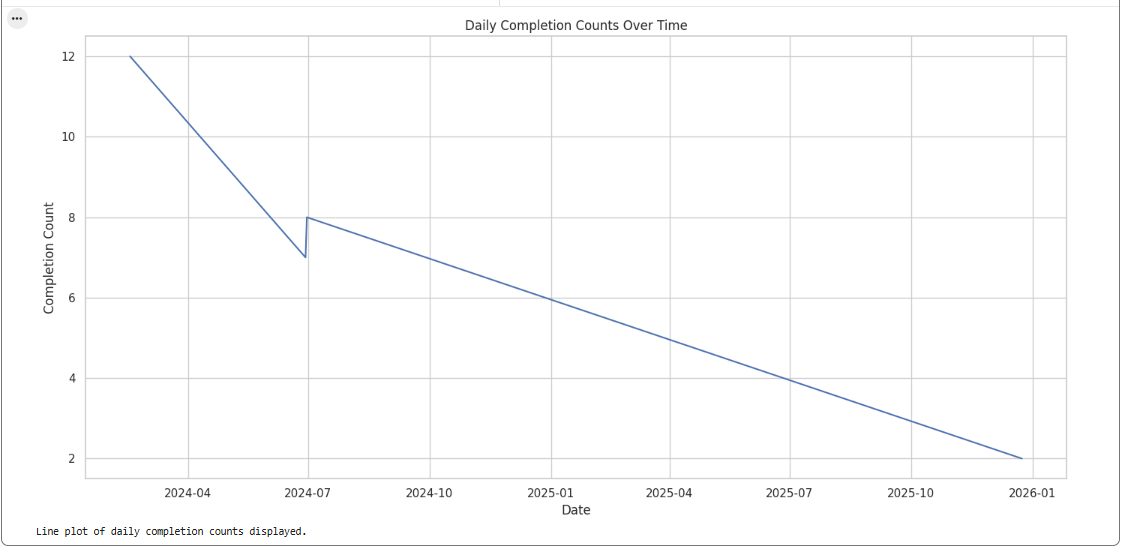 Daily Completion Counts Over Time
12
10
8
6
4
2
Completion Count
2024-04 2024-07 2024-10 2025-01 2025-04 2025-07 2025-10 2026-01
Date
Line plot of daily completion counts displayed.